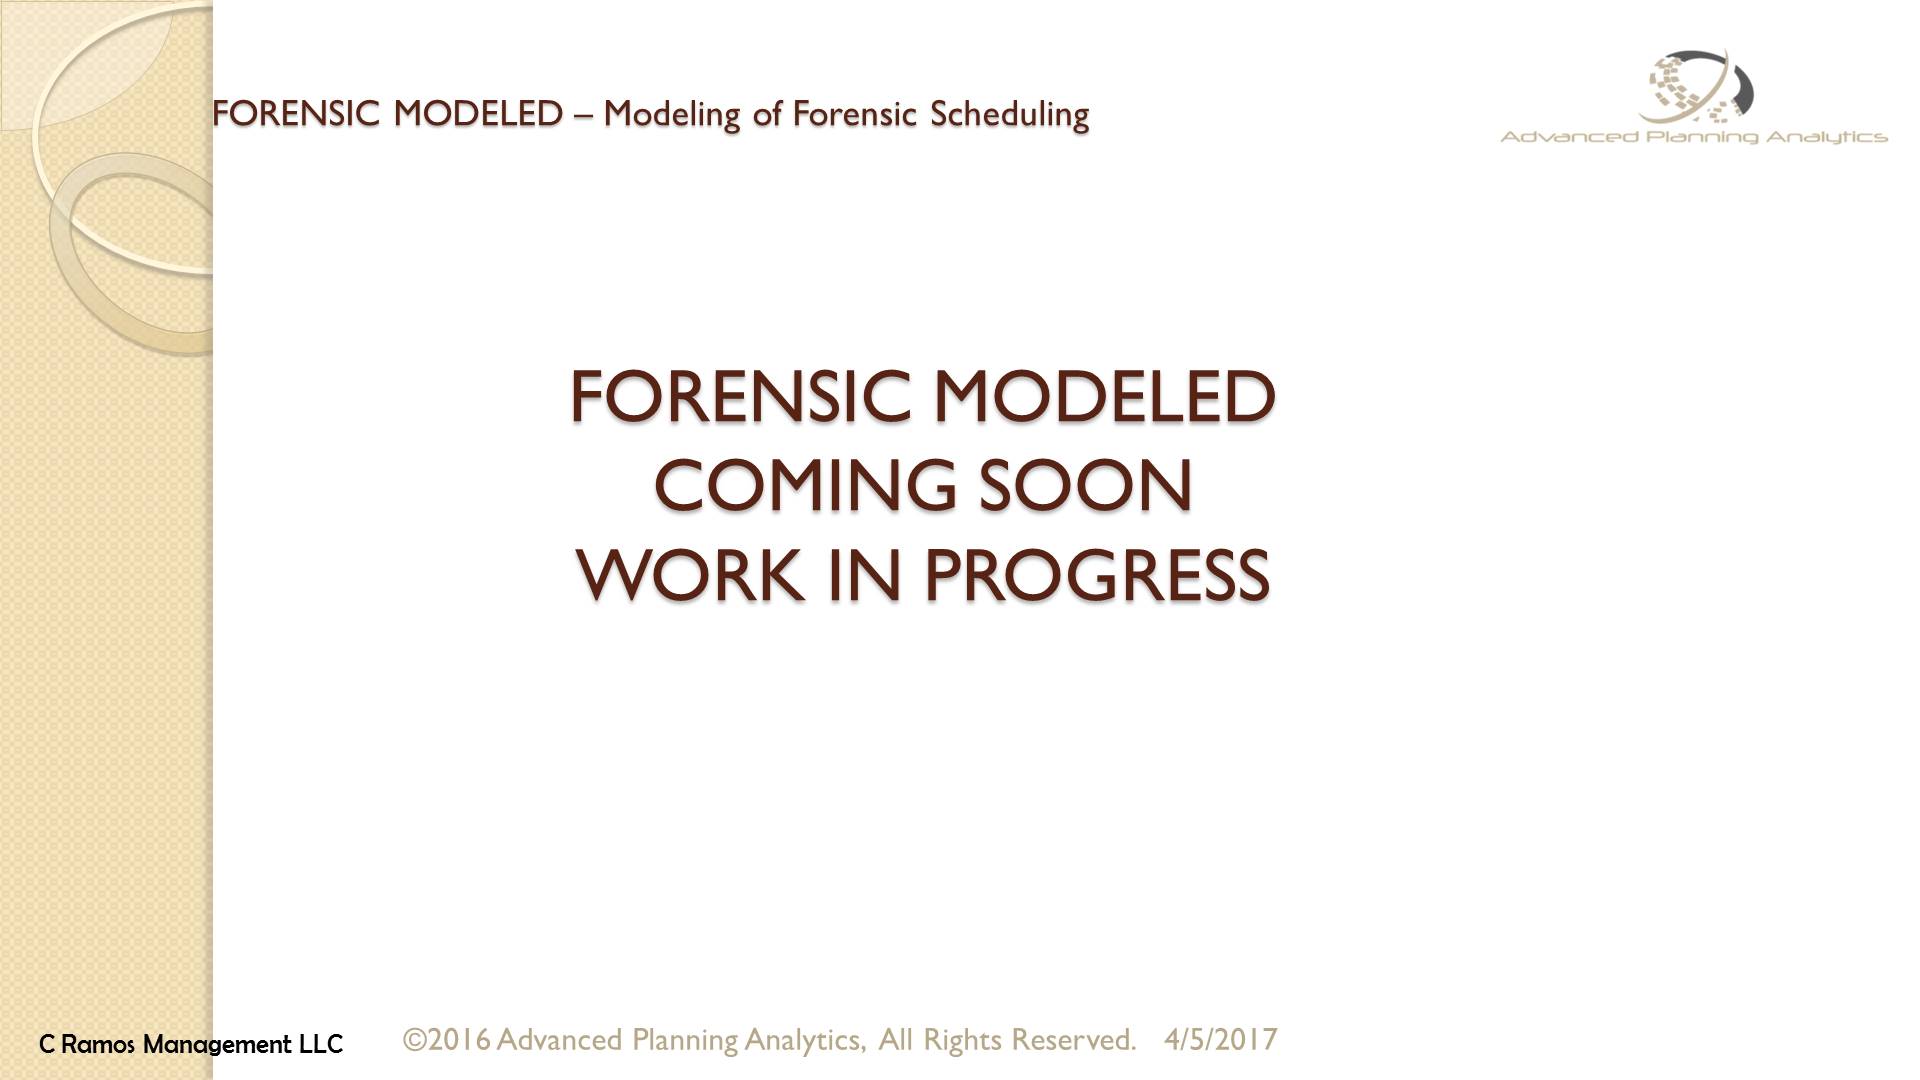 FORENSIC MODELED – Modeling of Forensic Scheduling
Advanced Planning Analytics
FORENSIC MODELED
COMING SOON
WORK IN PROGRESS
C Ramos Management LLC
©2016 Advanced Planning Analytics, All Rights Reserved. 4/5/2017